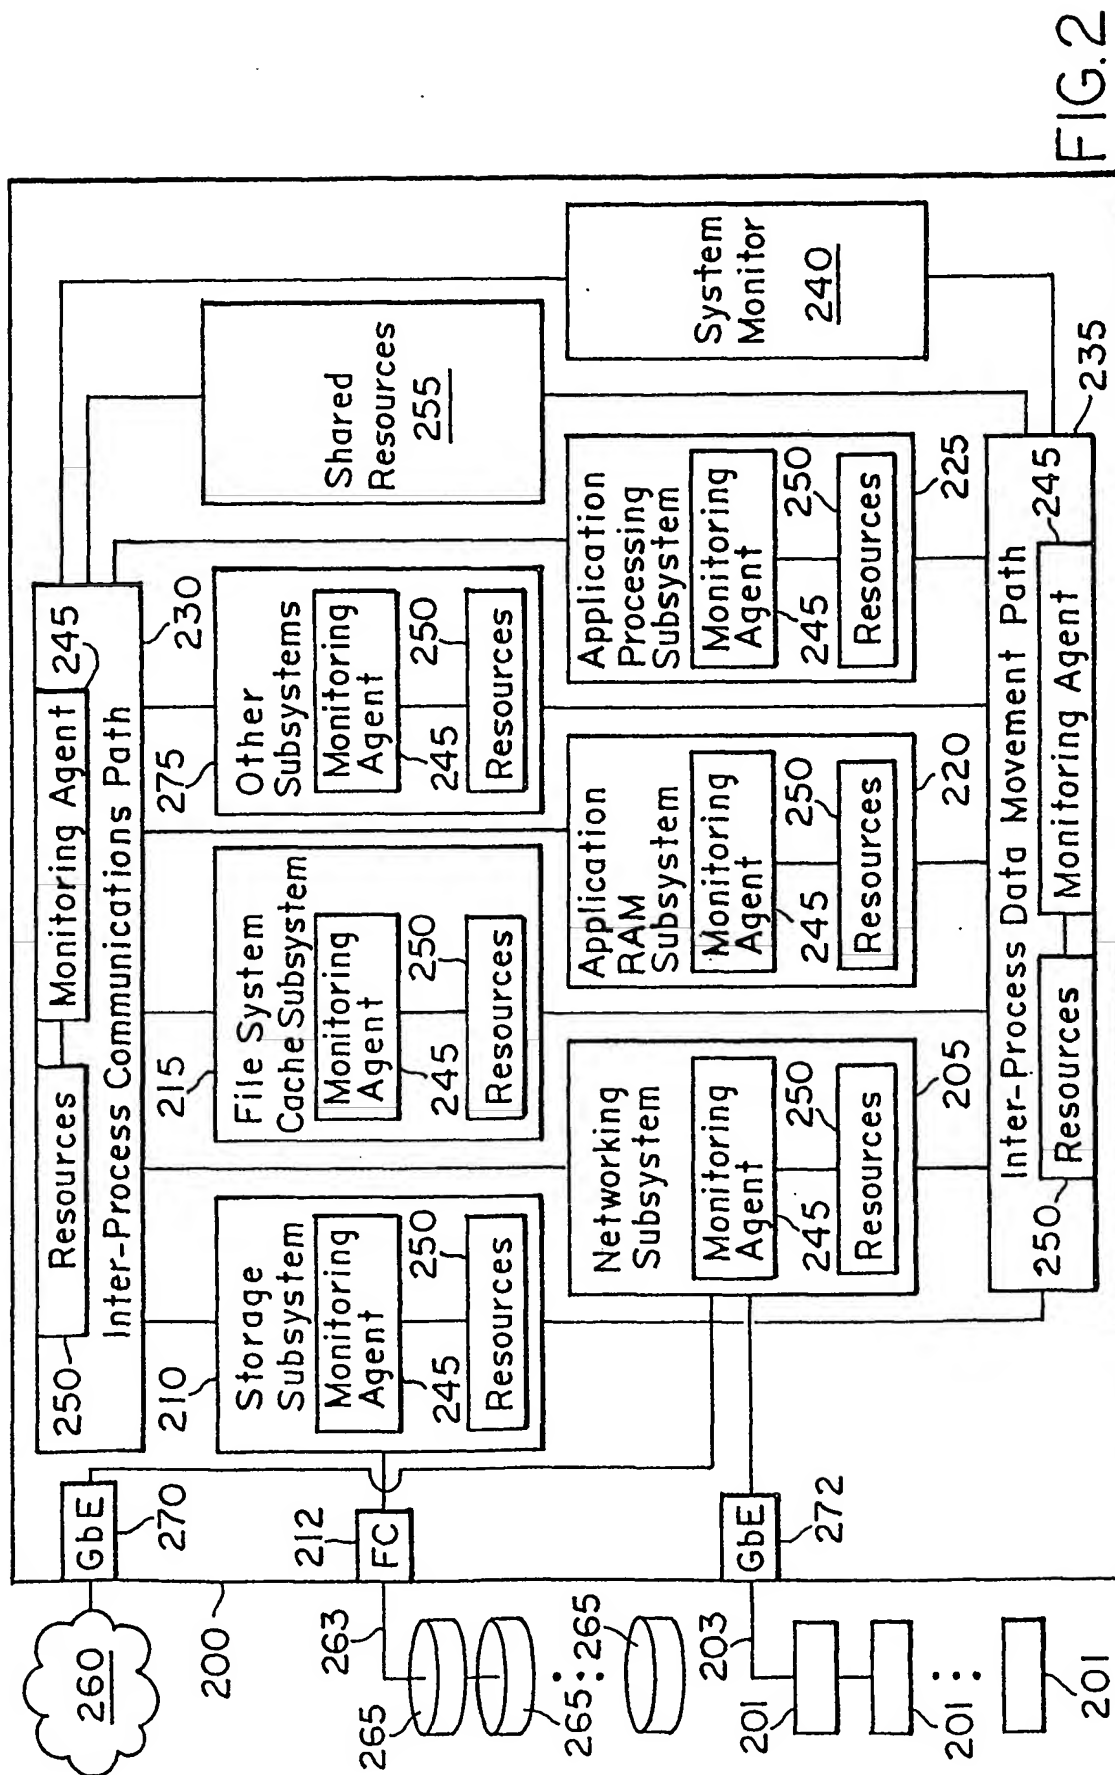 250
Resources
Monitoring Agent
245
Inter-Process Communications Path
230
260
GbE
270
200
210
Storage
Subsystem
Monitoring
Agent
245
250
Resources
215
File System
Cache Subsystem
Monitoring
Agent
245
250
Resources
275
Other
Subsystems
Monitoring
Agent
245
250
Resources
Shared
Resources
255
212
FC
263
265
265
265
Networking
Subsystem
Monitoring
Agent
245
250
Resources
205
Application
RAM
Subsystem
Monitoring
Agent
245
250
Resources
220
Application
Processing
Subsystem
Monitoring
Agent
245
250
Resources
225
System
Monitor
240
GbE
272
203
201
201
201
Inter-Process Data Movement Path
235
250
Resources
Monitoring Agent
245
FIG.2